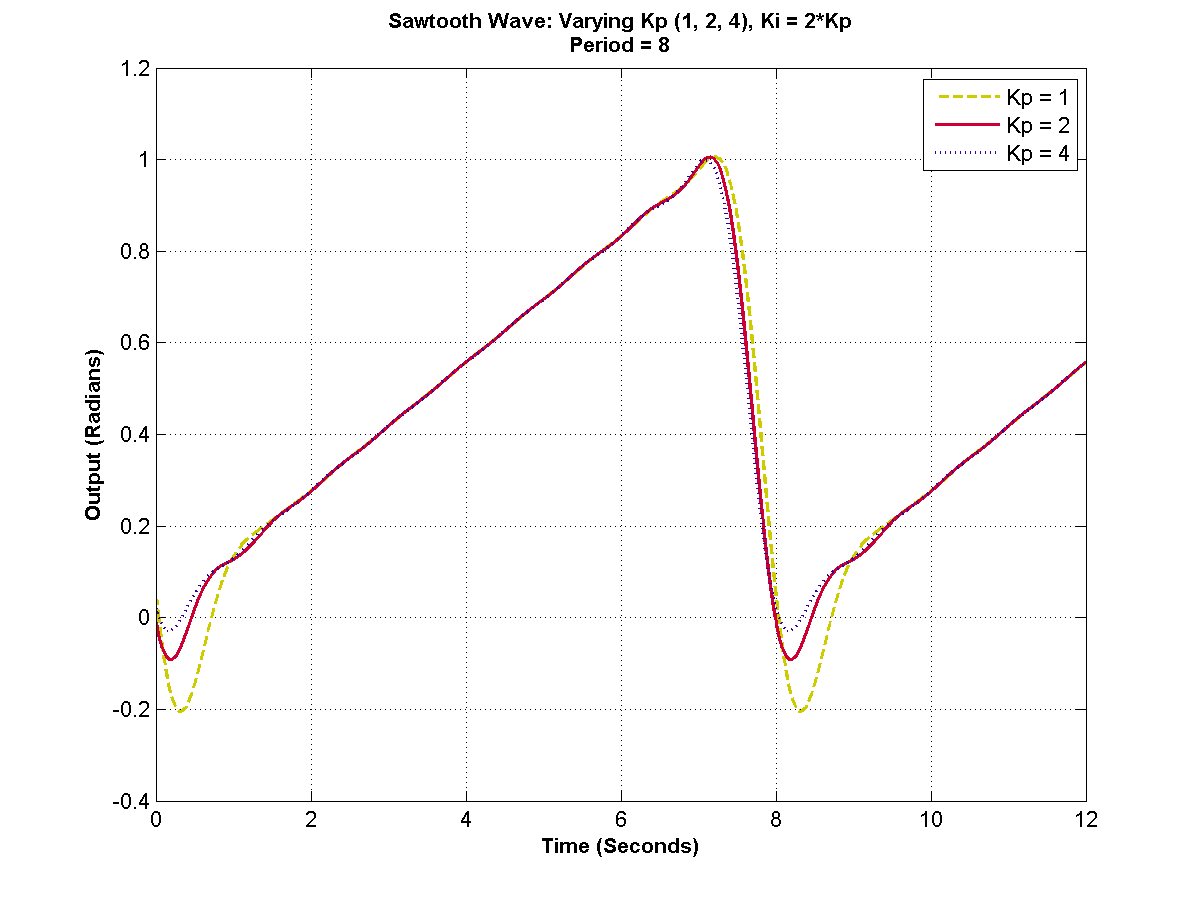 Sawtooth Wave: Varying Kp (1, 2, 4), Ki = 2*Kp
Period = 8
1.2
1
0.8
0.6
0.4
0.2
0
-0.2
-0.4
Output (Radians)
Kp = 1
Kp = 2
Kp = 4
0 2 4 6 8 10 12
Time (Seconds)